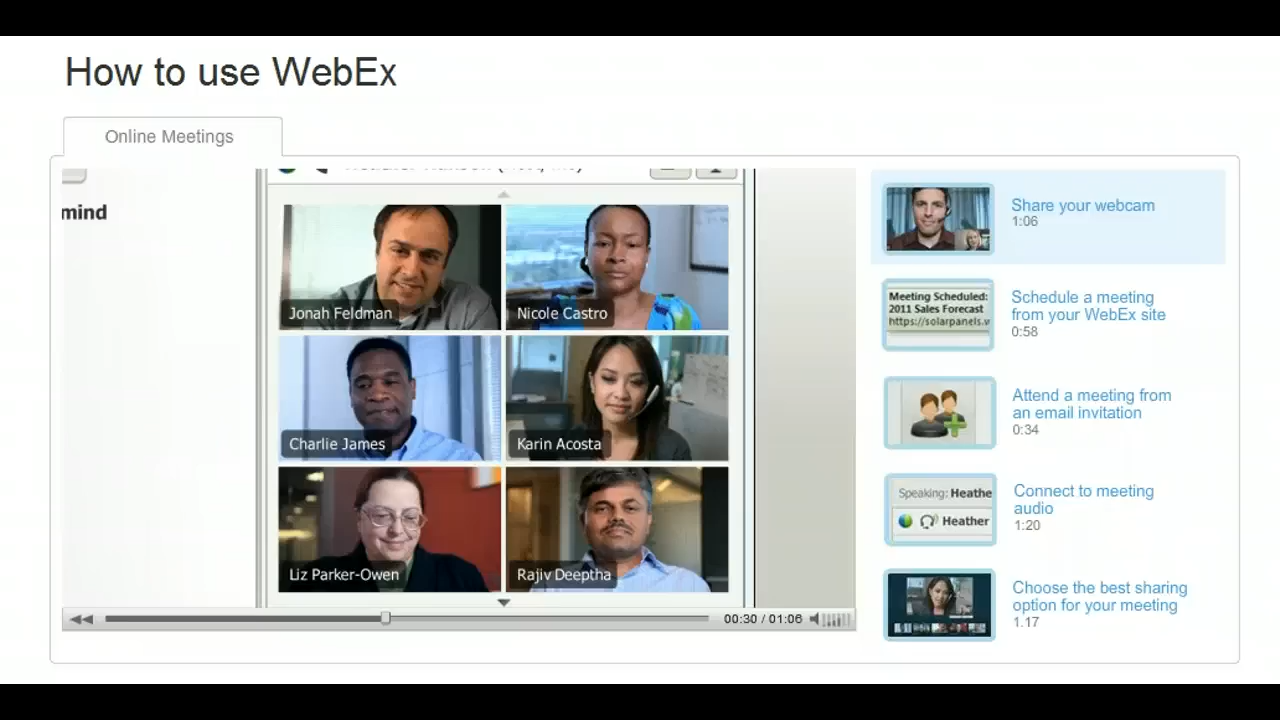 How to use WebEx
Online Meetings
mind
Jonah Feldman
Nicole Castro
Charlie James
Karin Acosta
Liz Parker-Owen
Rajiv Deeptha
00:30 / 01:06
Share your webcam
1:06
Meeting Scheduled:
2011 Sales Forecast
https://solarpanels.w
Schedule a meeting
from your WebEx site
0:58
Attend a meeting from
an email invitation
0:34
Speaking: Heathe
Heather
Connect to meeting
audio
1:20
Choose the best sharing
option for your meeting
1.17